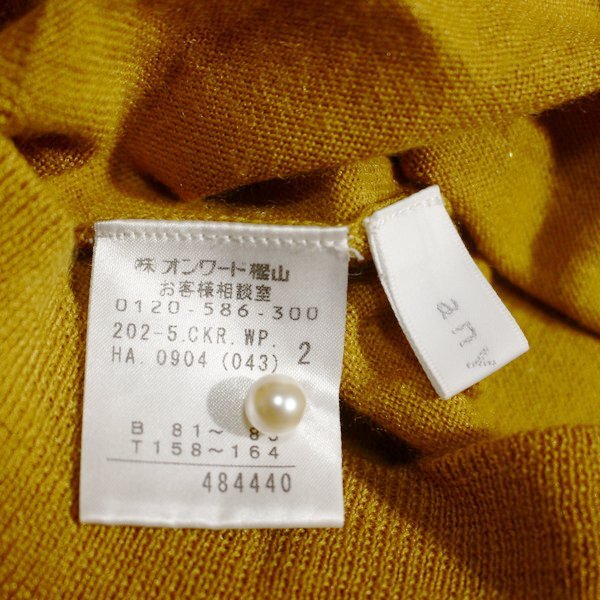 ㈱オンワード樫山
お客様相談室
0120-586-300
202-5.CKR.WP.
HA.0904(043) 2
B 81〜
T 158〜164
484440